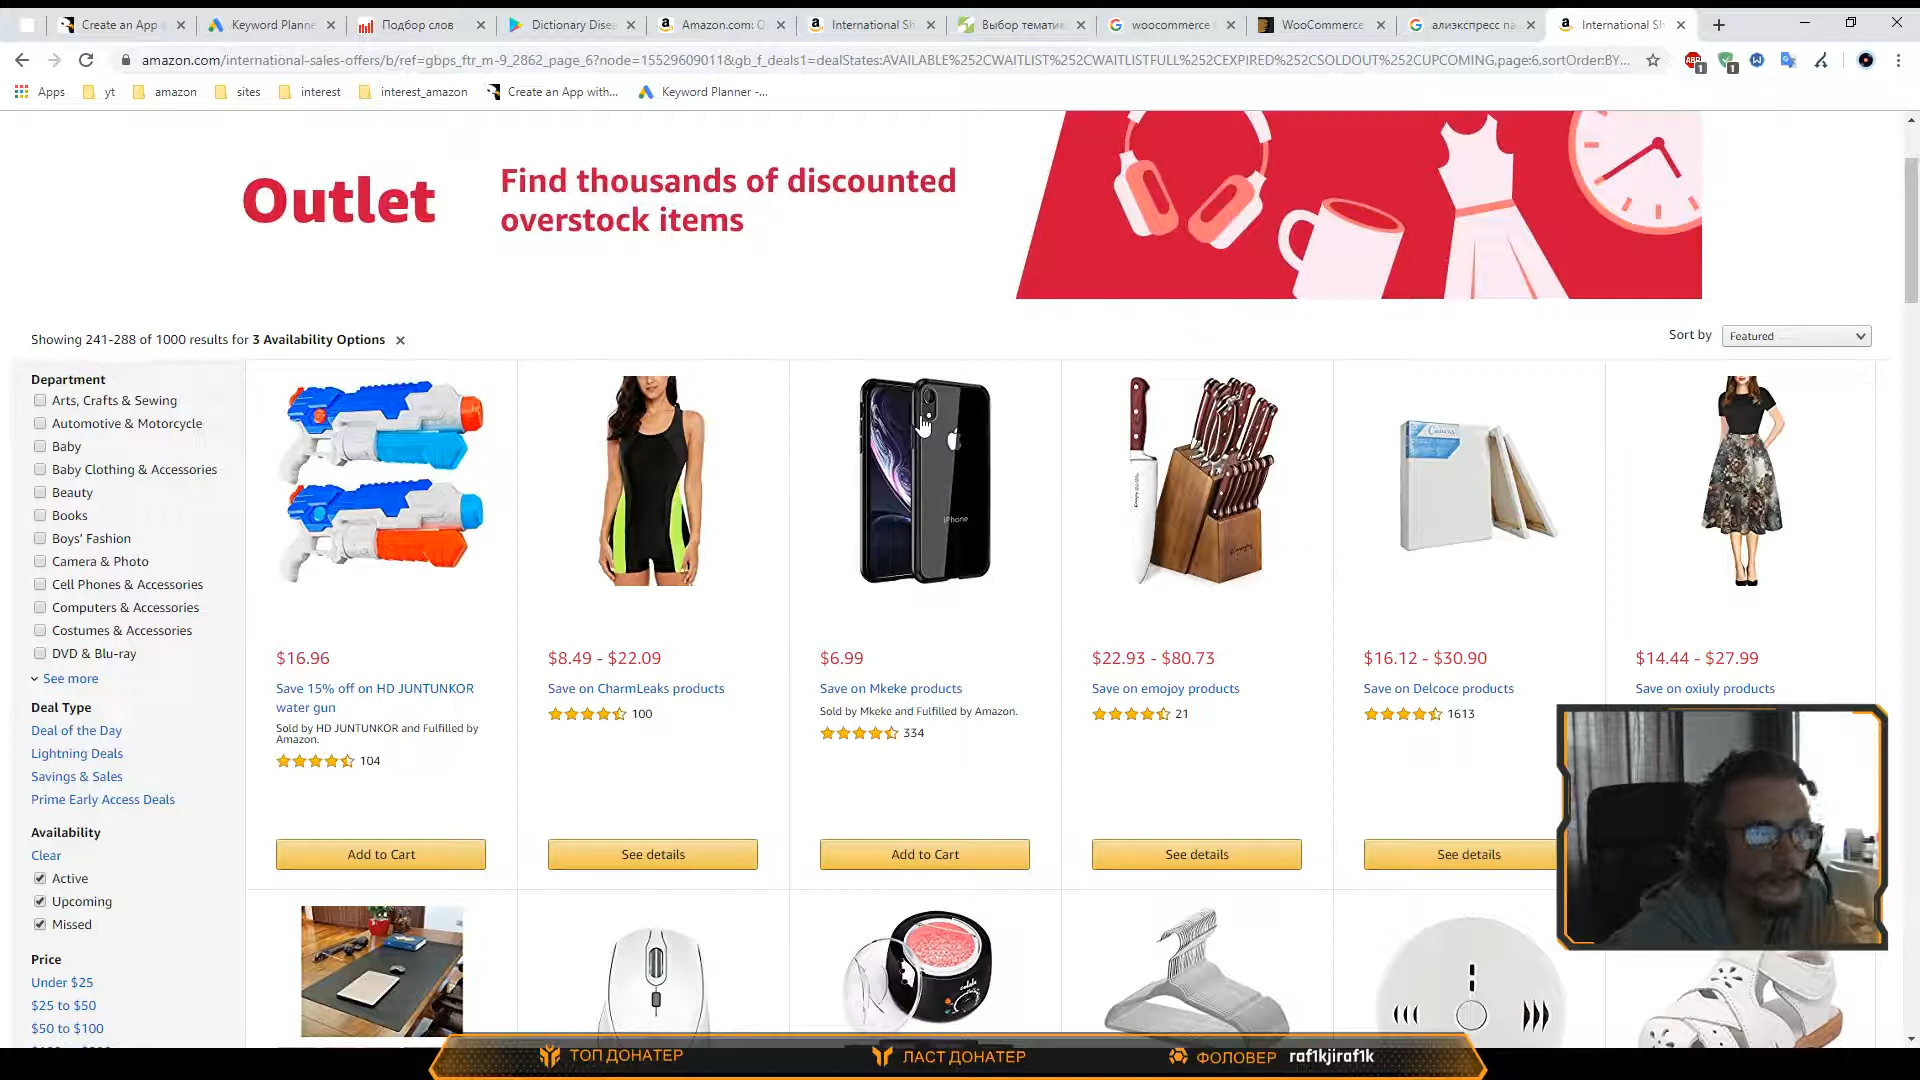 Create an App
Keyword Planne
Подбор слов
Dictionary Dise
Amazon.com: O
International Sh
Выбор тематик
woocommerce
WooCommerce
алиэкспресс па
International Sh
amazon.com/international-sales-offers/b/ref=gbps_ftr_m-9_2862_page_6?node=15529609011&gb_f_deals1=dealStates:AVAILABLE%252CWAITLIST%252CWAITLISTFULL%252CEXPIRED%252CSOLDOUT%252CUPCOMING,page:6,sortOrder:BY...
Apps
yt
amazon
sites
interest
interest_amazon
Create an App with...
Keyword Planner -...
Outlet
Find thousands of discounted
overstock items
Showing 241-288 of 1000 results for 3 Availability Options
Sort by
Featured
Department
Arts, Crafts & Sewing
Automotive & Motorcycle
Baby
Baby Clothing & Accessories
Beauty
Books
Boys' Fashion
Camera & Photo
Cell Phones & Accessories
Computers & Accessories
Costumes & Accessories
DVD & Blu-ray
See more
Deal Type
Deal of the Day
Lightning Deals
Savings & Sales
Prime Early Access Deals
Availability
Clear
Active
Upcoming
Missed
Price
Under $25
$25 to $50
$50 to $100
$16.96
Save 15% off on HD JUNTUNKOR
water gun
Sold by HD JUNTUNKOR and Fulfilled by
Amazon.
104
Add to Cart
$8.49 - $22.09
Save on CharmLeaks products
100
See details
iPhone
$6.99
Save on Mkeke products
Sold by Mkeke and Fulfilled by Amazon.
334
Add to Cart
$22.93 - $80.73
Save on emojoy products
21
See details
$16.12 - $30.90
Save on Delcoce products
1613
See details
$14.44 - $27.99
Save on oxiuly products
ТОП ДОНАТЕР
ЛАСТ ДОНАТЕР
ФОЛОВЕР raf1kjiraf1k